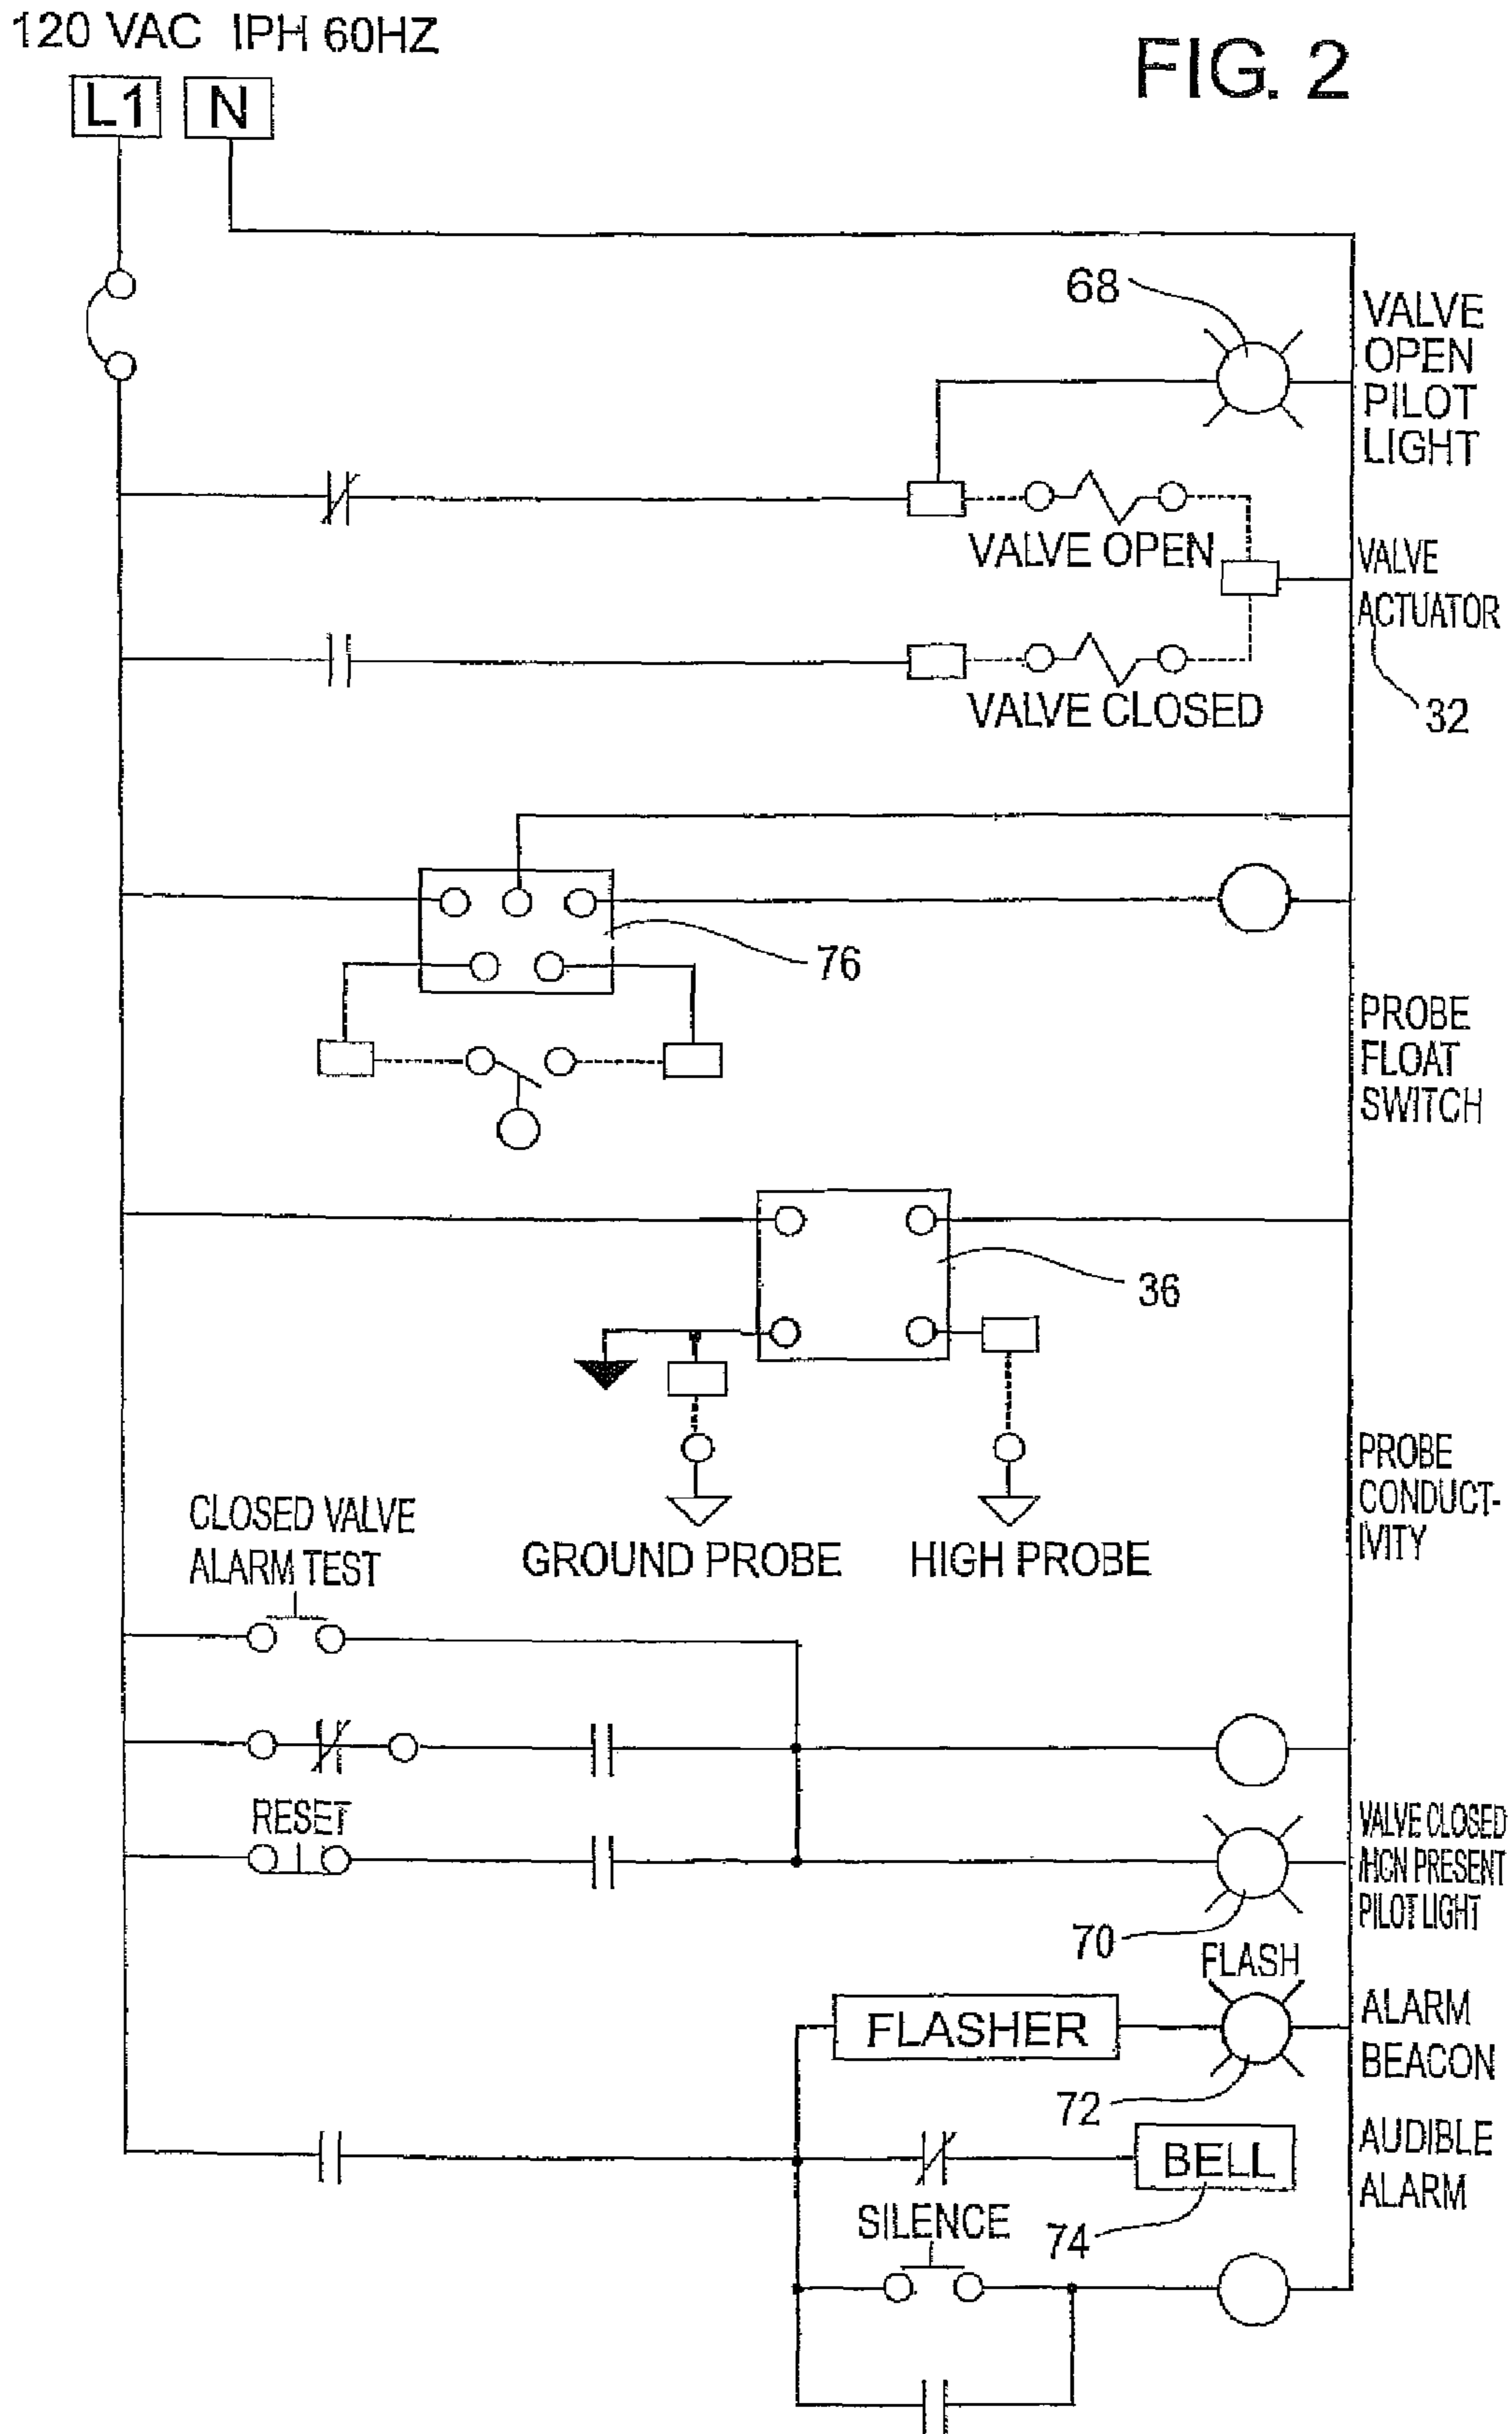 120 VAC IPH 60HZ
FIG. 2
L1
N
68
VALVE
OPEN
PILOT
LIGHT
VALVE OPEN
VALVE
ACTUATOR
VALVE CLOSED
32
76
PROBE
FLOAT
SWITCH
36
PROBE
CONDUCT-
IVITY
CLOSED VALVE
ALARM TEST
GROUND PROBE
HIGH PROBE
RESET
VALVE CLOSED
/HGN PRESENT
PILOT LIGHT
70
FLASH
FLASHER
ALARM
BEACON
72
BELL
AUDIBLE
ALARM
SILENCE
74